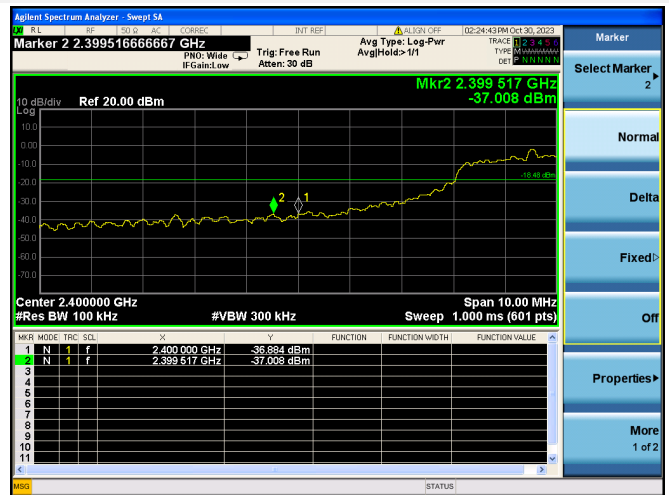 Agilent Spectrum Analyzer - Swept SA
LXI RL RF 50 Ω AC CORREC INT REF ALIGN OFF 02:24:43 PM Oct 30, 2023
Marker 2 2.399516666667 GHz
PNO: Wide
IFGain:Low
Trig: Free Run
Atten: 30 dB
Avg Type: Log-Pwr
Avg|Hold:> 1/1
TRACE 1 2 3 4 5 6
TYPE M
DET P N N N N N
Mkr2 2.399 517 GHz
-37.008 dBm
10 dB/div Ref 20.00 dBm
Log
10.0
0.00
-10.0
-18.48 dBm
-20.0
2 1
-30.0
-40.0
-50.0
-60.0
-70.0
Center 2.400000 GHz Span 10.00 MHz
#Res BW 100 kHz #VBW 300 kHz Sweep 1.000 ms (601 pts)
MKR MODE TRC SCL X Y FUNCTION FUNCTION WIDTH FUNCTION VALUE
1 N 1 f 2.400 000 GHz -36.884 dBm
2 N 1 f 2.399 517 GHz -37.008 dBm
3
4
5
6
7
8
9
10
11
MSG STATUS
Marker
Select Marker
2
Normal
Delta
Fixed
Off
Properties
More
1 of 2